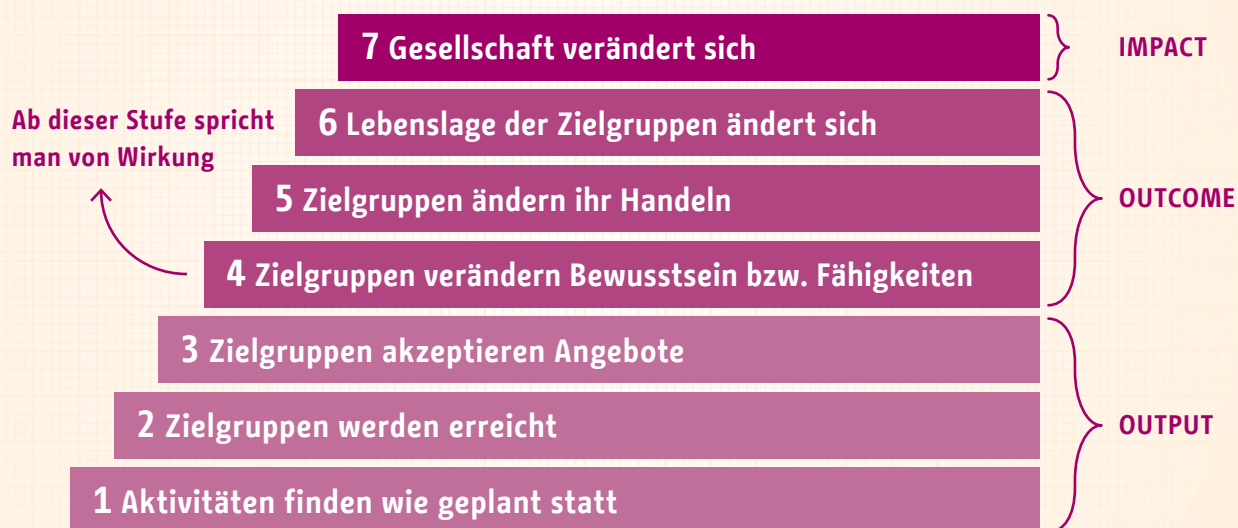 7 Gesellschaft verändert sich
IMPACT
Ab dieser Stufe spricht
man von Wirkung
6 Lebenslage der Zielgruppen ändert sich
5 Zielgruppen ändern ihr Handeln
OUTCOME
4 Zielgruppen verändern Bewusstsein bzw. Fähigkeiten
3 Zielgruppen akzeptieren Angebote
2 Zielgruppen werden erreicht
OUTPUT
1 Aktivitäten finden wie geplant statt